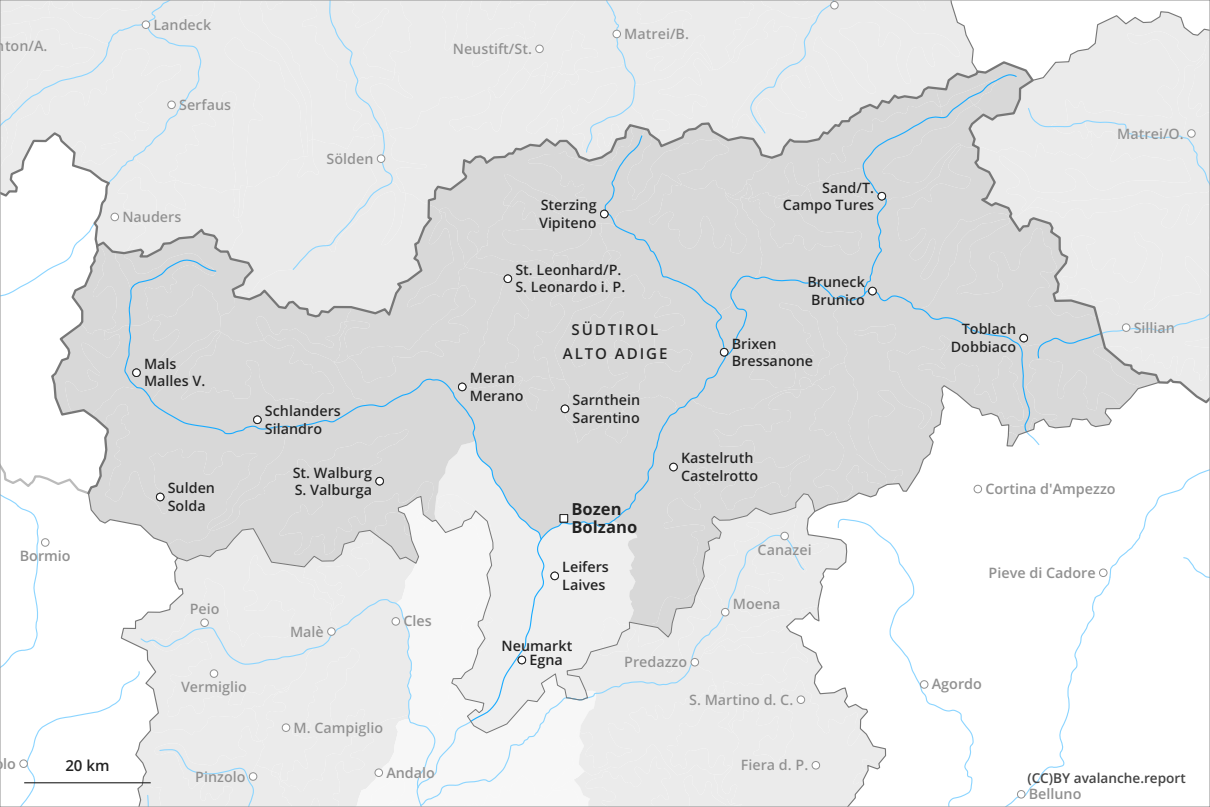 Landeck
Matrei/B.
nton/A.
Neustift/St.
Serfaus
Matrei/O.
Sölden
Sand/T.
Campo Tures
Sterzing
Vipiteno
Nauders
St. Leonhard/P.
S. Leonardo i. P.
Bruneck
Brunico
SÜDTIROL
ALTO ADIGE
Toblach
Dobbiaco
Sillian
Brixen
Bressanone
Mals
Malles V.
Meran
Merano
Sarnthein
Sarentino
Schlanders
Silandro
Kastelruth
Castelrotto
St. Walburg
S. Valburga
Sulden
Solda
Cortina d'Ampezzo
Bozen
Bolzano
Bormio
Canazei
Leifers
Laives
Pieve di Cadore
Peio
Moena
Malè
Cles
Neumarkt
Egna
Predazzo
Vermiglio
Agordo
S. Martino d. C.
M. Campiglio
olo
20 km
Pinzolo
Andalo
Fiera d. P.
(CC)BY avalanche.report
Belluno